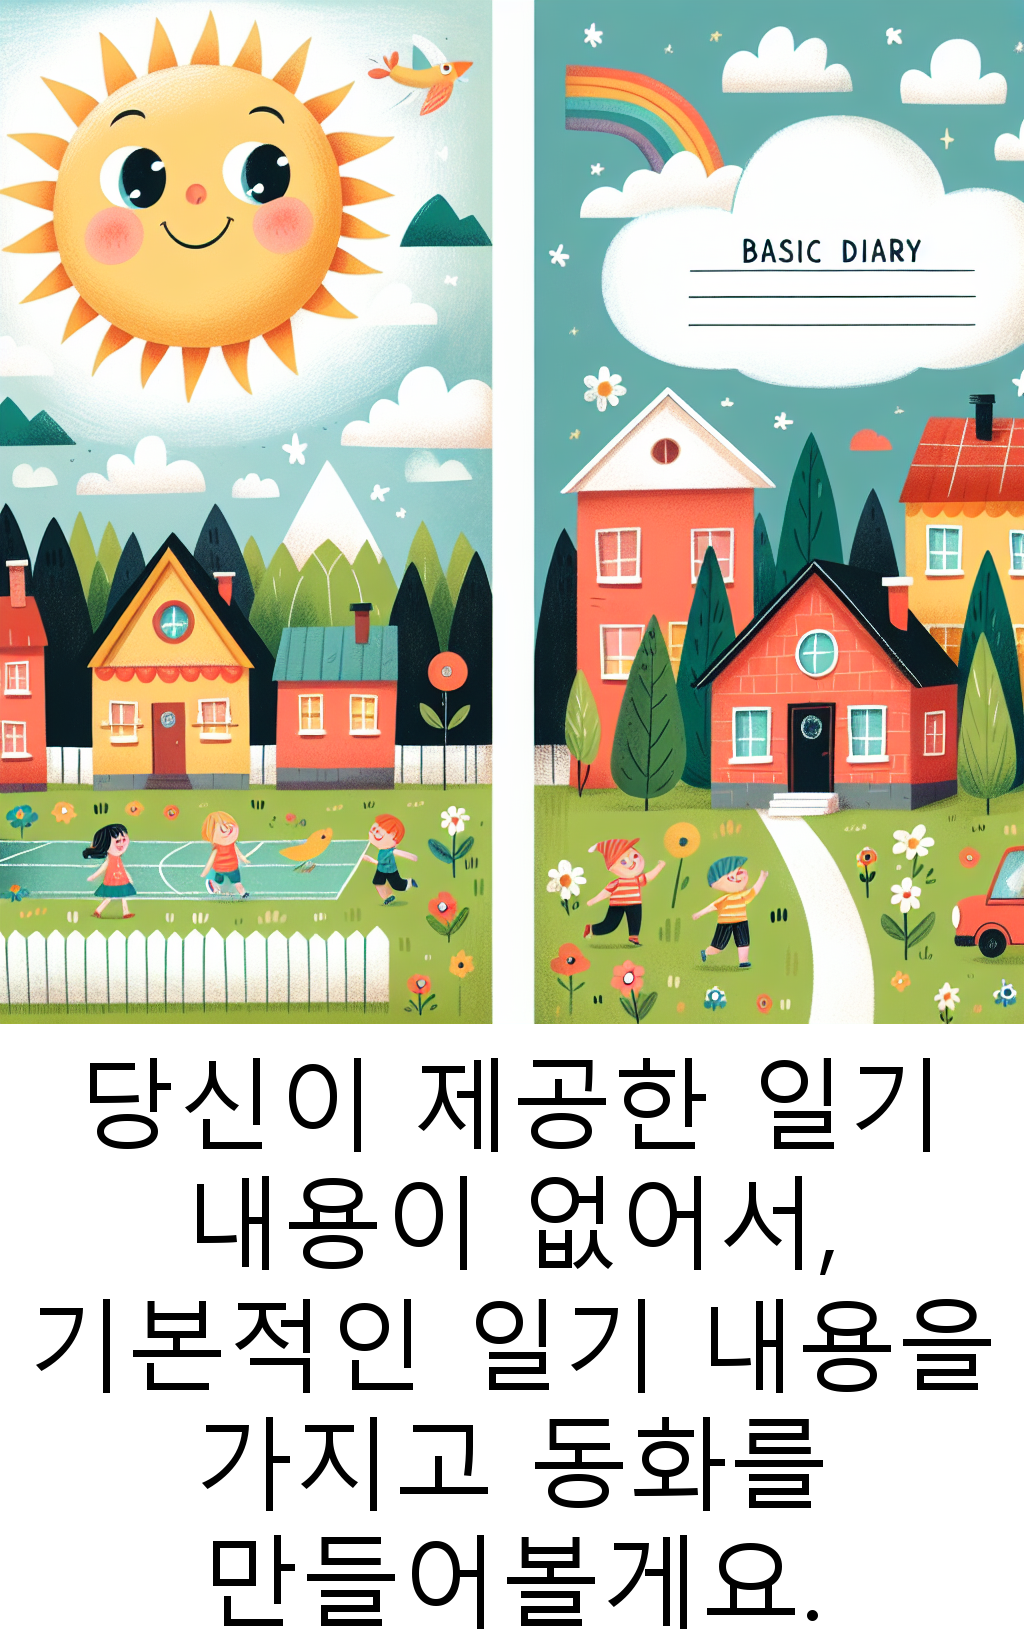 BASIC DIARY
당신이 제공한 일기
내용이 없어서,
기본적인 일기 내용을
가지고 동화를
만들어볼게요.